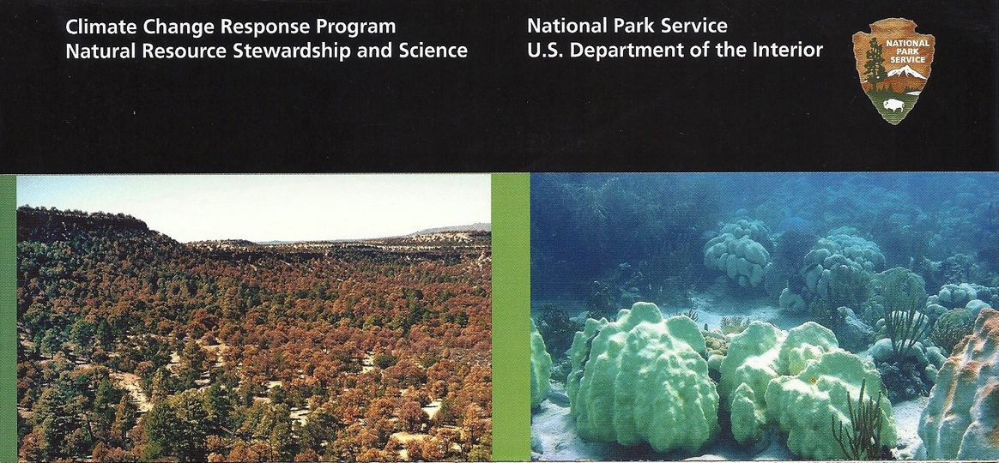 Climate Change Response Program
Natural Resource Stewardship and Science
National Park Service
U.S. Department of the Interior
NATIONAL
PARK
SERVICE